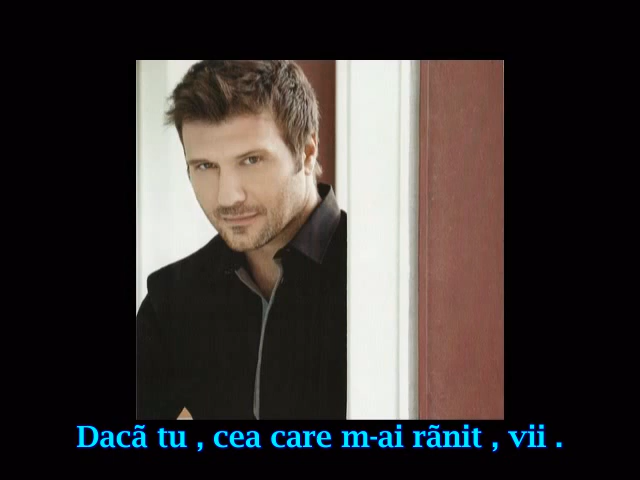 Dacã tu , cea care m-ai rãnit , vii .